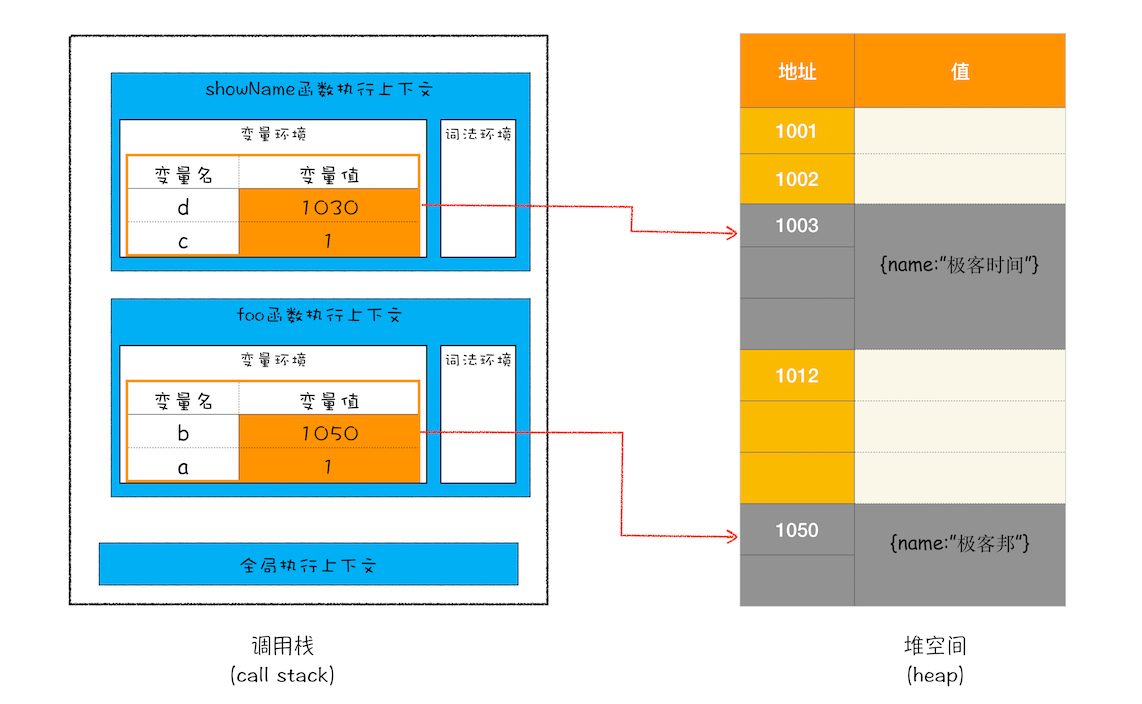 showName函数执行上下文
变量环境
词法环境
变量名 变量值
d 1030
c 1
foo函数执行上下文
变量环境
词法环境
变量名 变量值
b 1050
a 1
全局执行上下文
调用栈
(call stack)
地址 值
1001
1002
1003
{name:"极客时间"}
1012
1050
{name:"极客邦"}
堆空间
(heap)